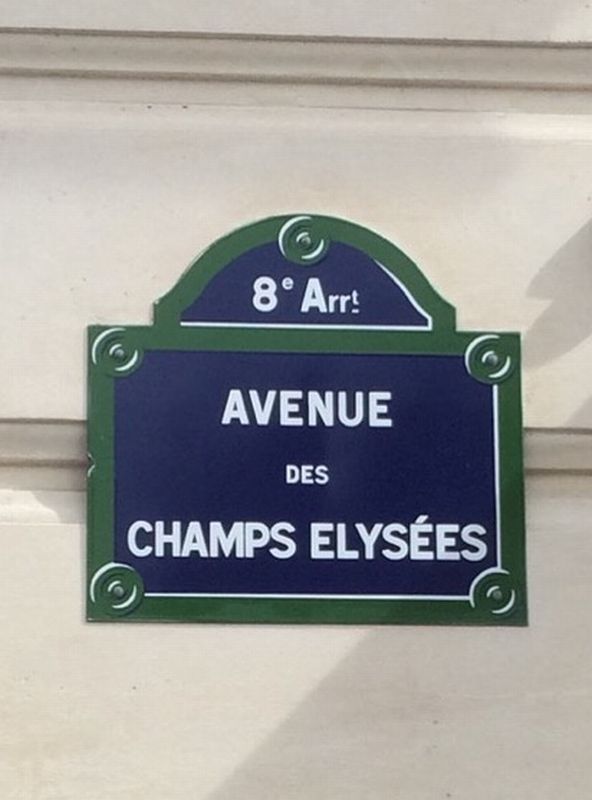 8ᵉ Arrᵗ
AVENUE
DES
CHAMPS ELYSÉES